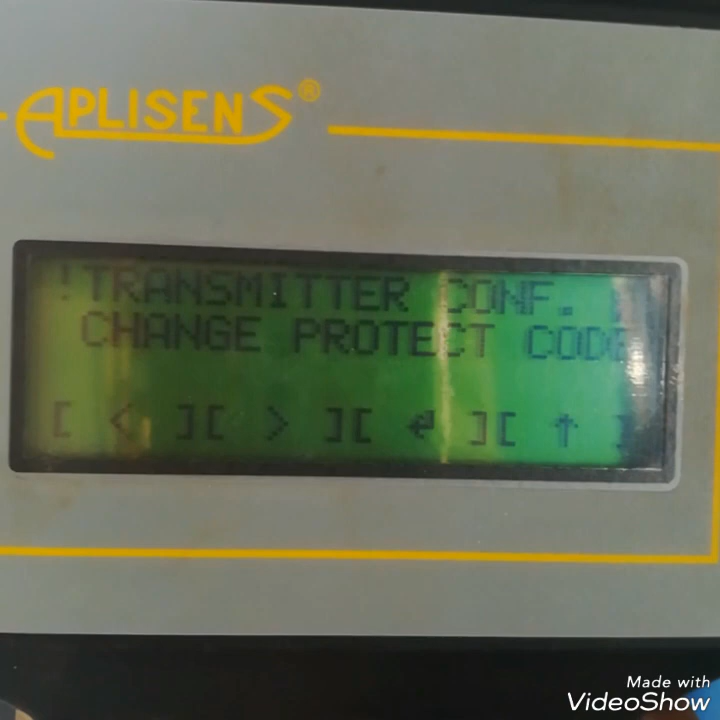 APLISENS®
!TRANSMITTER CONF.
CHANGE PROTECT CODE
[ < ][ > ][ ↵ ][ ↑ ]
Made with
VideoShow